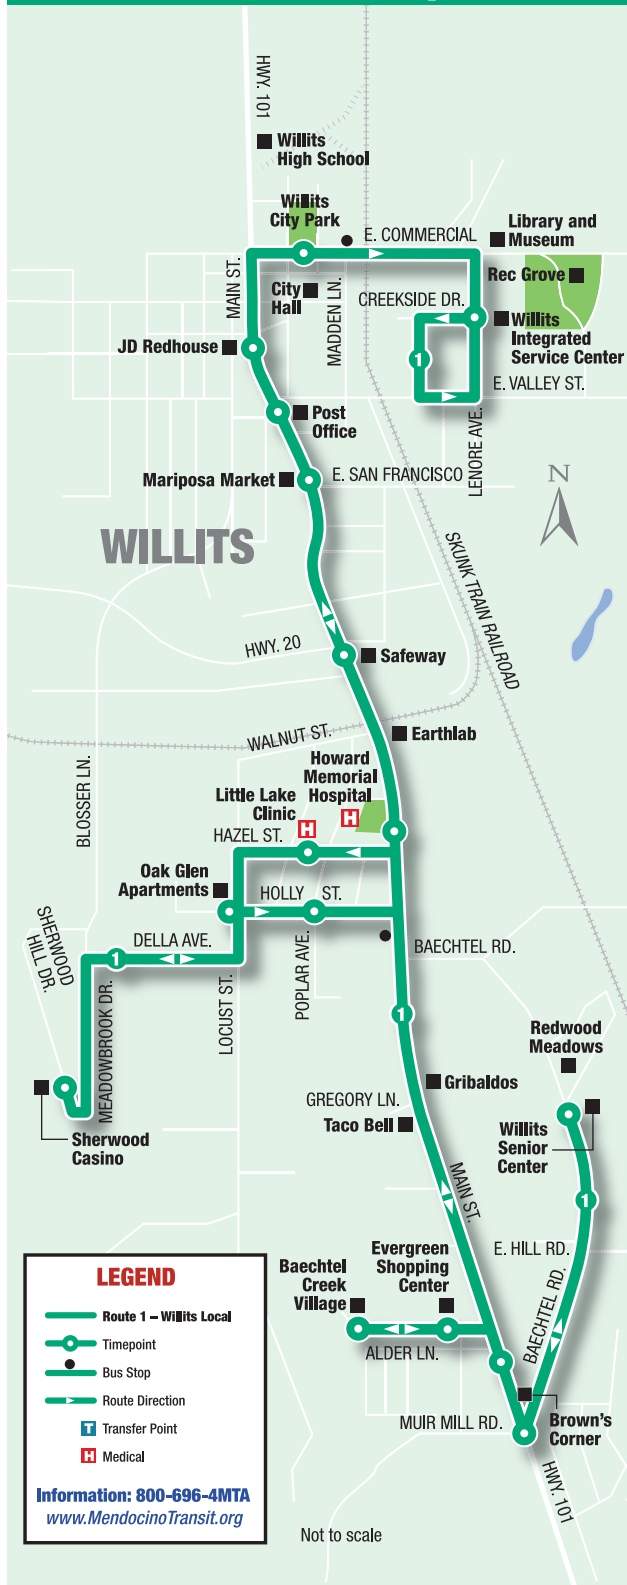 HWY. 101
Willits
High School
Willits
City Park
E. COMMERCIAL
Library and
Museum
MAIN ST.
City
Hall
MADDEN LN.
CREEKSIDE DR.
Rec Grove
Willits
Integrated
Service Center
JD Redhouse
1
E. VALLEY ST.
Post
Office
LENORE AVE.
Mariposa Market
E. SAN FRANCISCO
N
WILLITS
SKUNK TRAIN RAILROAD
HWY. 20
Safeway
WALNUT ST.
Earthlab
BLOSSER LN.
Howard
Memorial
Hospital
H
Little Lake
Clinic
H
HAZEL ST.
Oak Glen
Apartments
HOLLY ST.
SHERWOOD
HILL DR.
DELLA AVE.
1
BAECHTEL RD.
POPLAR AVE.
LOCUST ST.
MEADOWBROOK DR.
1
Redwood
Meadows
Gribaldos
GREGORY LN.
Taco Bell
Sherwood
Casino
Willits
Senior
Center
MAIN ST.
1
E. HILL RD.
Evergreen
Shopping
Center
Baechtel
Creek
Village
BAECHTEL RD.
ALDER LN.
MUIR MILL RD.
Brown's
Corner
HWY. 101
LEGEND
Route 1 – Willits Local
Timepoint
Bus Stop
Route Direction
T Transfer Point
H Medical
Information: 800-696-4MTA
www.MendocinoTransit.org
Not to scale